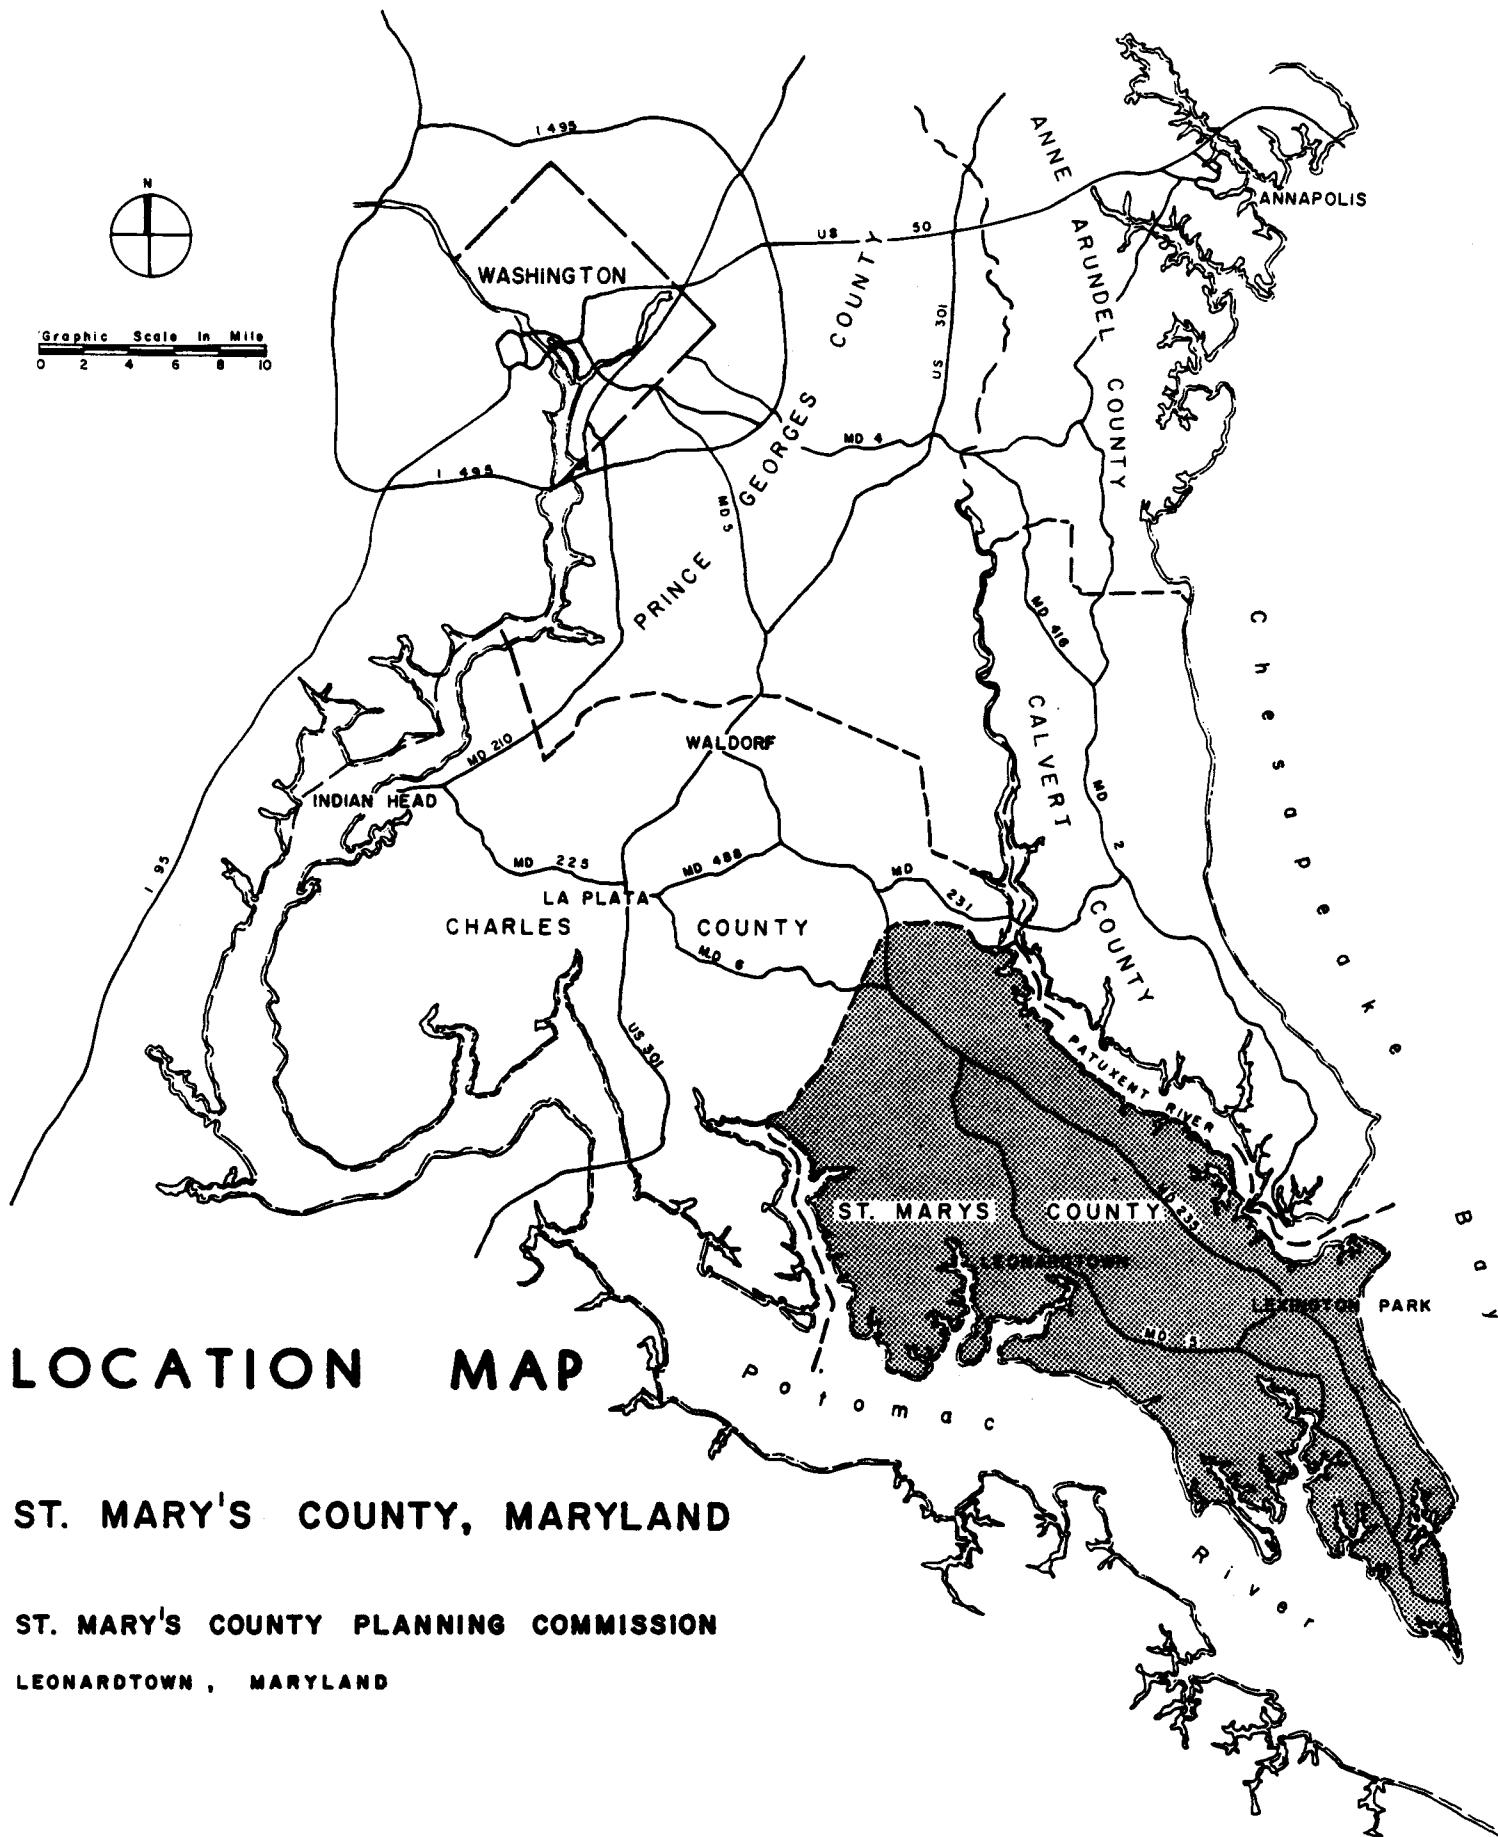 I 495
ANNE
ARUNDEL
COUNTY
N
ANNAPOLIS
US 50
WASHINGTON
Graphic Scale In Mile
0 2 4 6 8 10
US 301
PRINCE GEORGES COUNTY
MD 4
I 495
MD 5
MD 416
Chesapeake Bay
CALVERT
COUNTY
WALDORF
MD 210
INDIAN HEAD
MD 2
I 95
MD 225
MD 488
MD 231
LA PLATA
CHARLES COUNTY
MD 6
US 301
PATUXENT RIVER
ST. MARYS COUNTY
MD 235
LEONARDTOWN
LEXINGTON PARK
MD 5
Potomac River
LOCATION MAP
ST. MARY'S COUNTY, MARYLAND
ST. MARY'S COUNTY PLANNING COMMISSION
LEONARDTOWN, MARYLAND